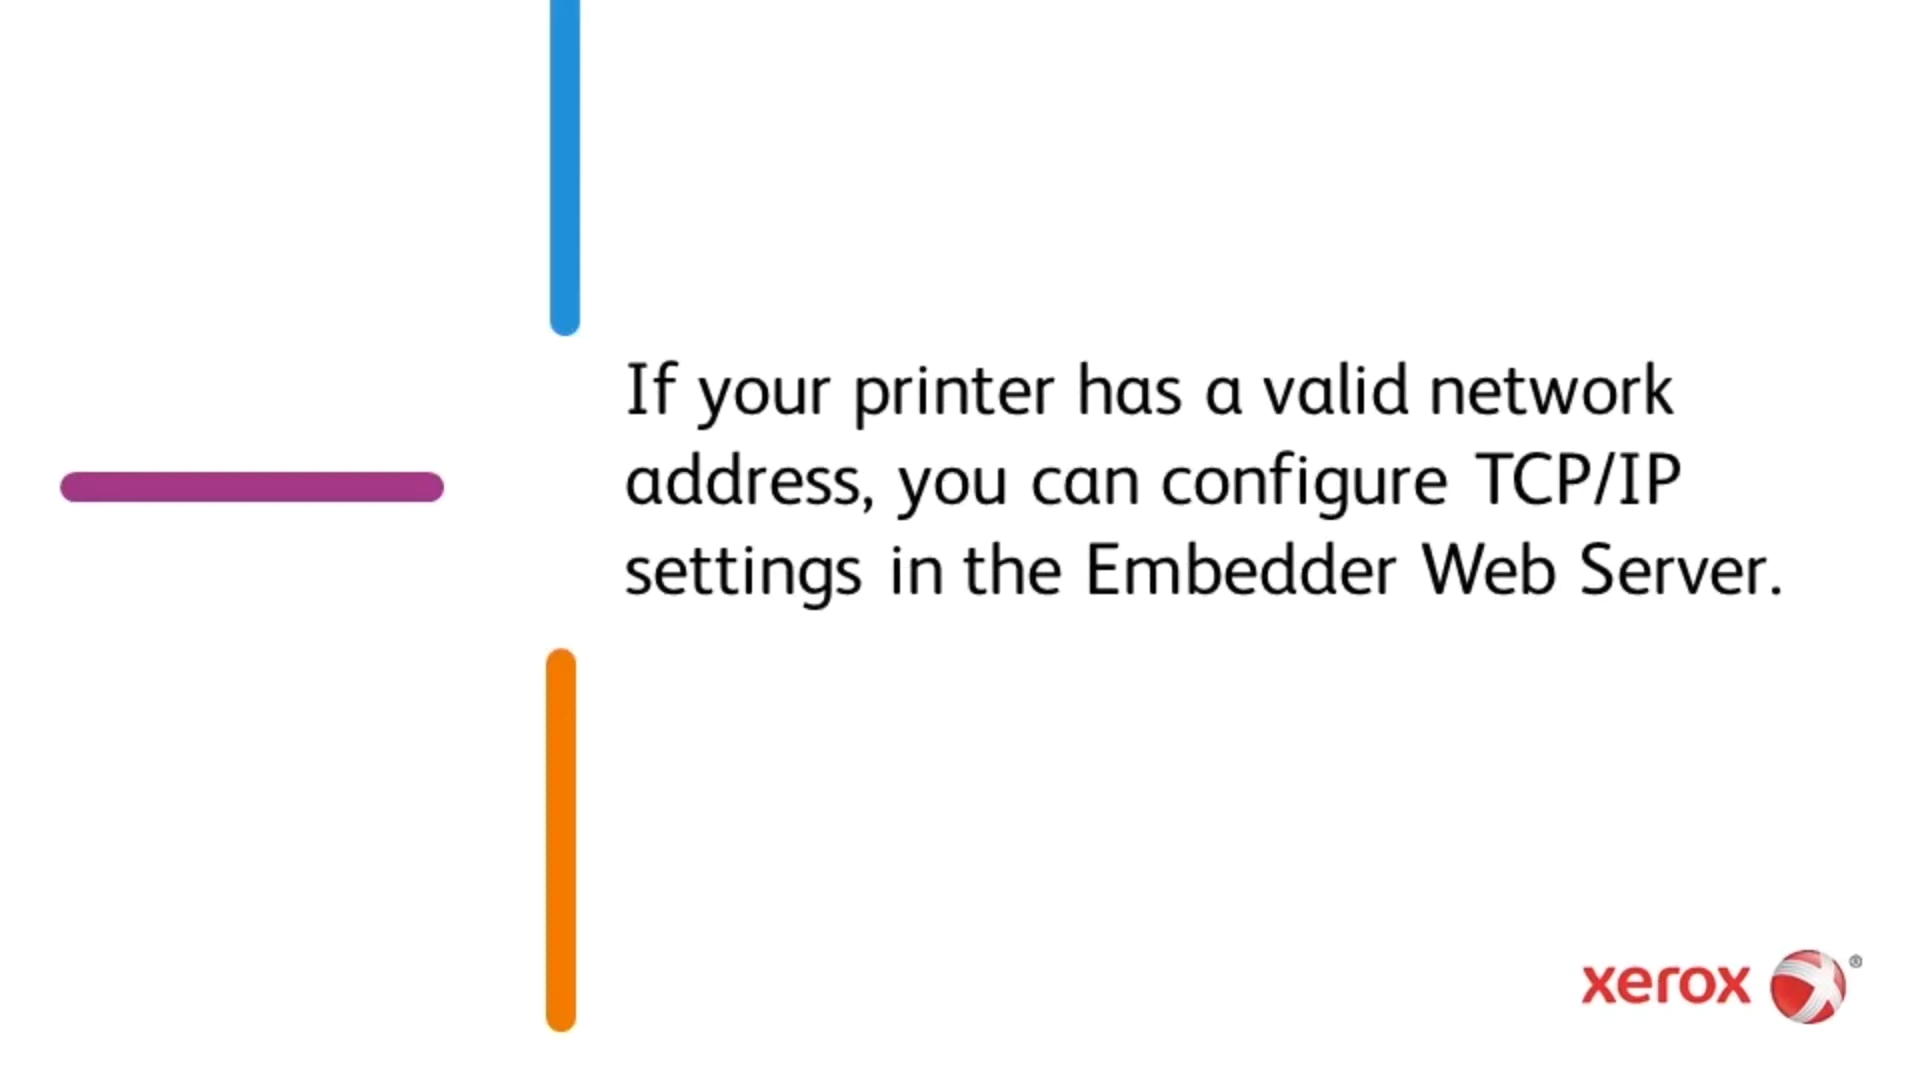 If your printer has a valid network
address, you can configure TCP/IP
settings in the Embedder Web Server.
xerox ®